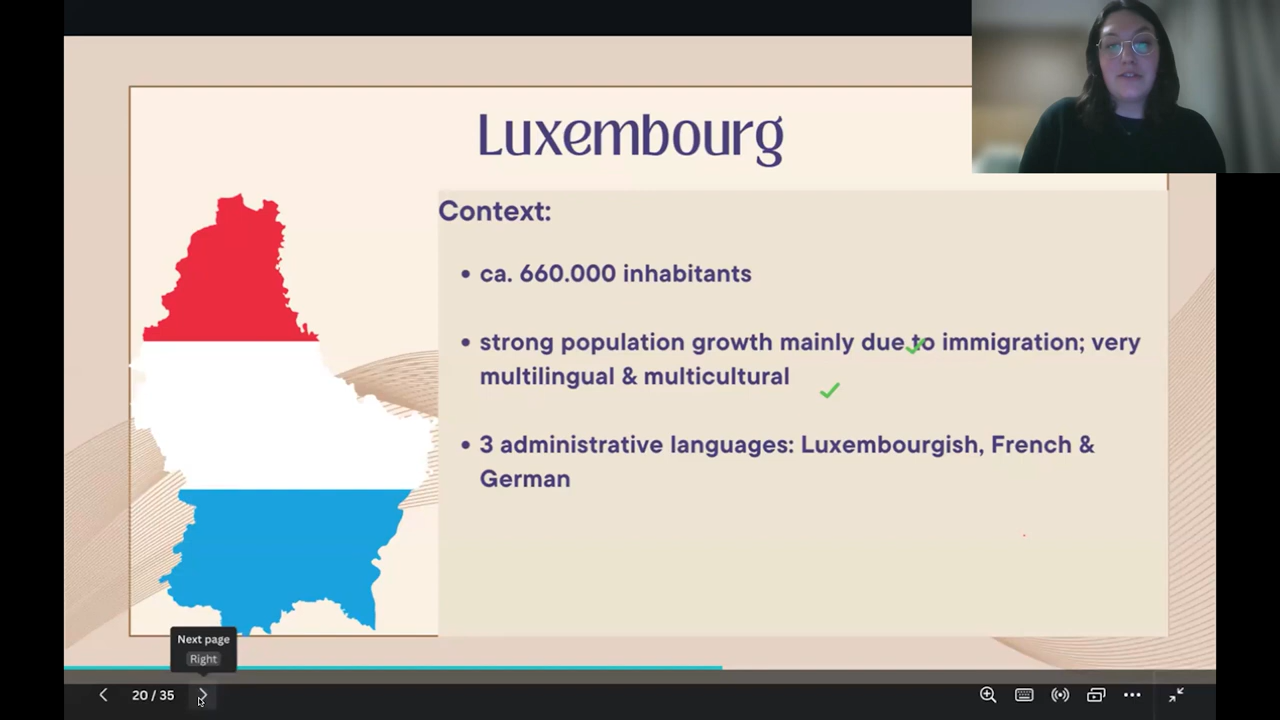 Luxembourg
Context:
• ca. 660.000 inhabitants
• strong population growth mainly due to immigration; very
multilingual & multicultural
• 3 administrative languages: Luxembourgish, French &
German
Next page
Right
20 / 35